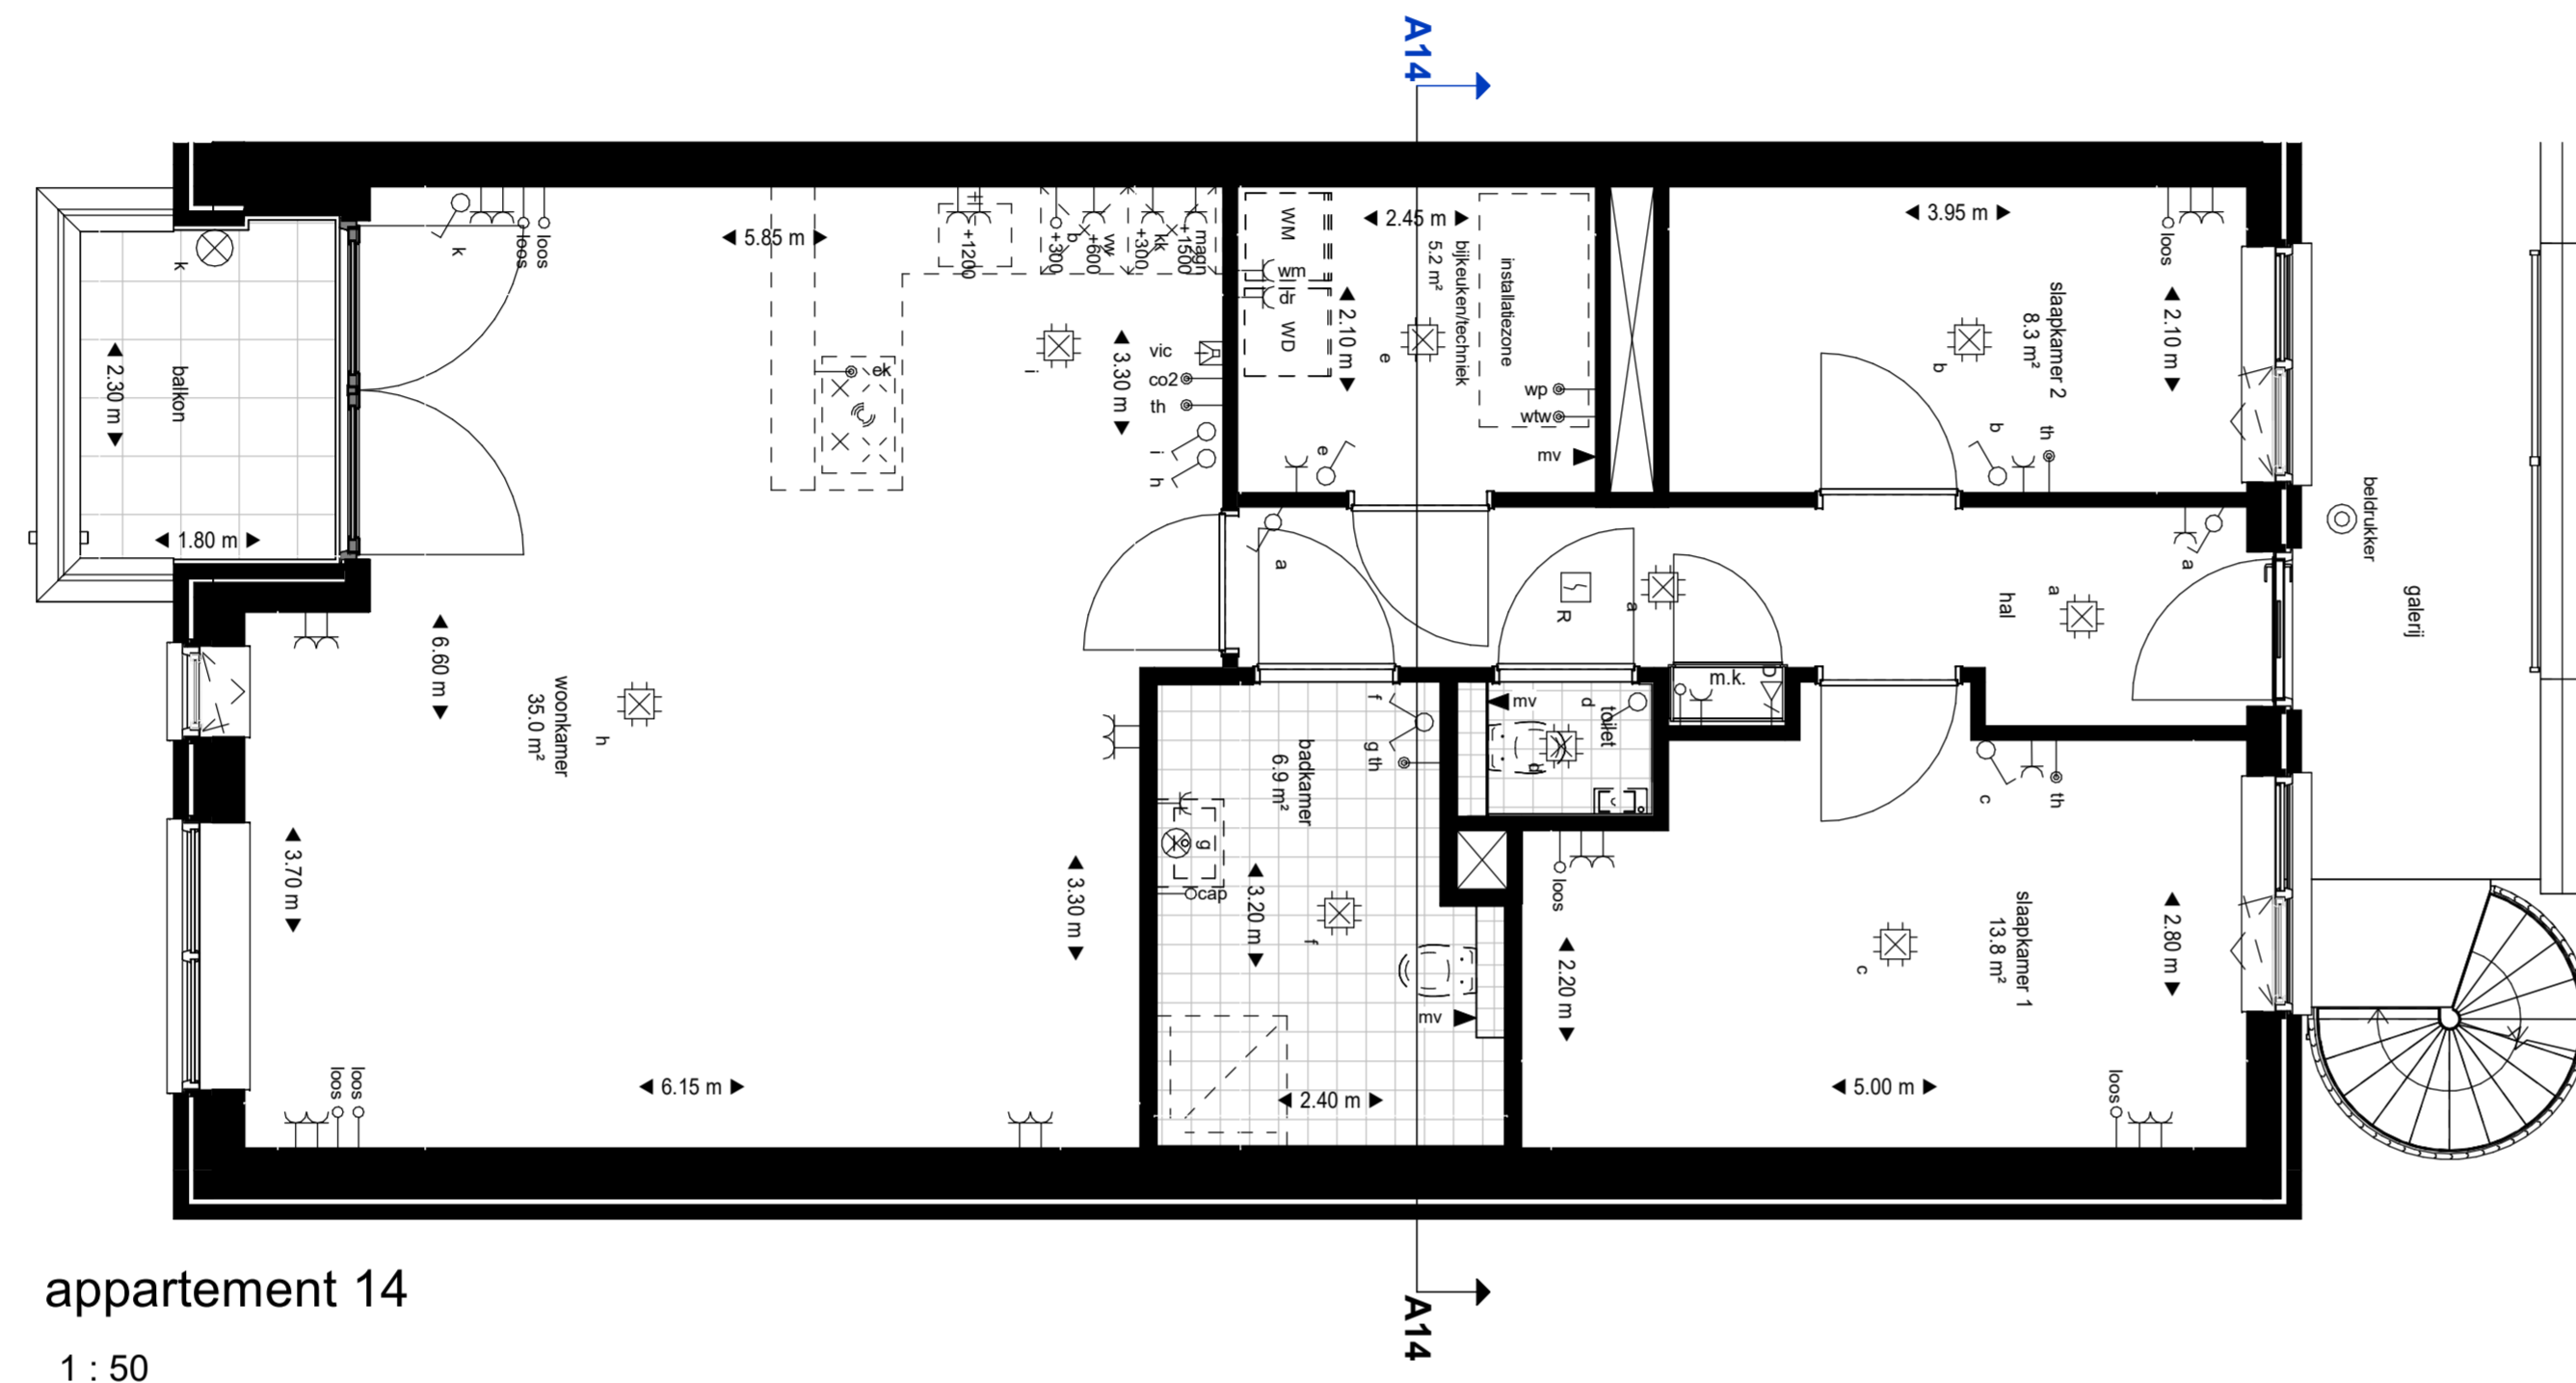 A14
k
loos
loos
5.85 m
+1200
+300
b
+600
vw
+300
kk
+1500
magn
WM
wm
dr
WD
2.45 m
5.2 m²
bijkeuken/techniek
installatiezone
2.10 m
e
wp
wtw
mv
e
3.95 m
loos
slaapkamer 2
8.3 m²
2.10 m
b
b
th
k
balkon
2.30 m
1.80 m
ek
i
3.30 m
vic
co2
th
i
h
a
R
a
hal
a
a
beldrukker
galerij
6.60 m
woonkamer
35.0 m²
h
3.70 m
3.30 m
6.15 m
loos
loos
f
g
th
badkamer
6.9 m²
g
cap
3.20 m
f
mv
2.40 m
mv
d
toilet
d
m.k.
c
th
loos
2.20 m
slaapkamer 1
13.8 m²
c
2.80 m
5.00 m
loos
A14
appartement 14
1 : 50